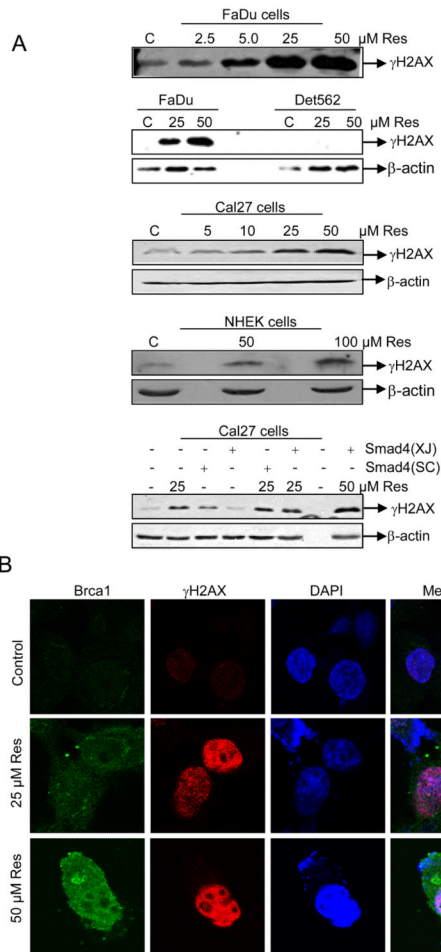 A
FaDu cells
C 2.5 5.0 25 50 µM Res
γH2AX
FaDu Det562
C 25 50 C 25 50 µM Res
γH2AX
β-actin
Cal27 cells
C 5 10 25 50 µM Res
γH2AX
β-actin
NHEK cells
C 50 100 µM Res
γH2AX
β-actin
Cal27 cells
- - - + - + - + Smad4(XJ)
- - + - + - - - Smad4(SC)
- 25 - - 25 25 - 50 µM Res
γH2AX
β-actin
B
Brca1 γH2AX DAPI Me
Control
25 µM Res
50 µM Res